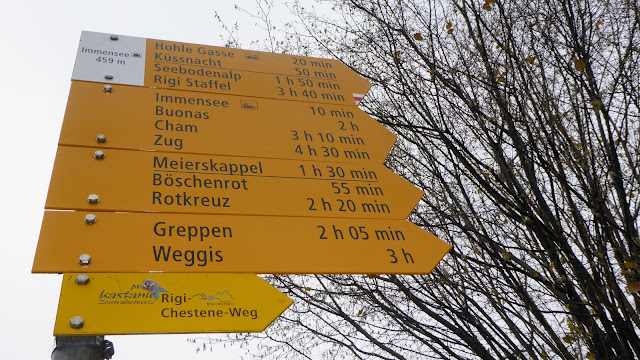 Immensee
459 m
Hohle Gasse 20 min
Küssnacht 50 min
Seebodenalp 1 h 50 min
Rigi Staffel 3 h 40 min
Immensee 10 min
Buonas 2 h
Cham 3 h 10 min
Zug 4 h 30 min
Meierskappel 1 h 30 min
Böschenrot 55 min
Rotkreuz 2 h 20 min
Greppen 2 h 05 min
Weggis 3 h
pro
Kastanie
Zentralschweiz
Rigi
Chestene-Weg